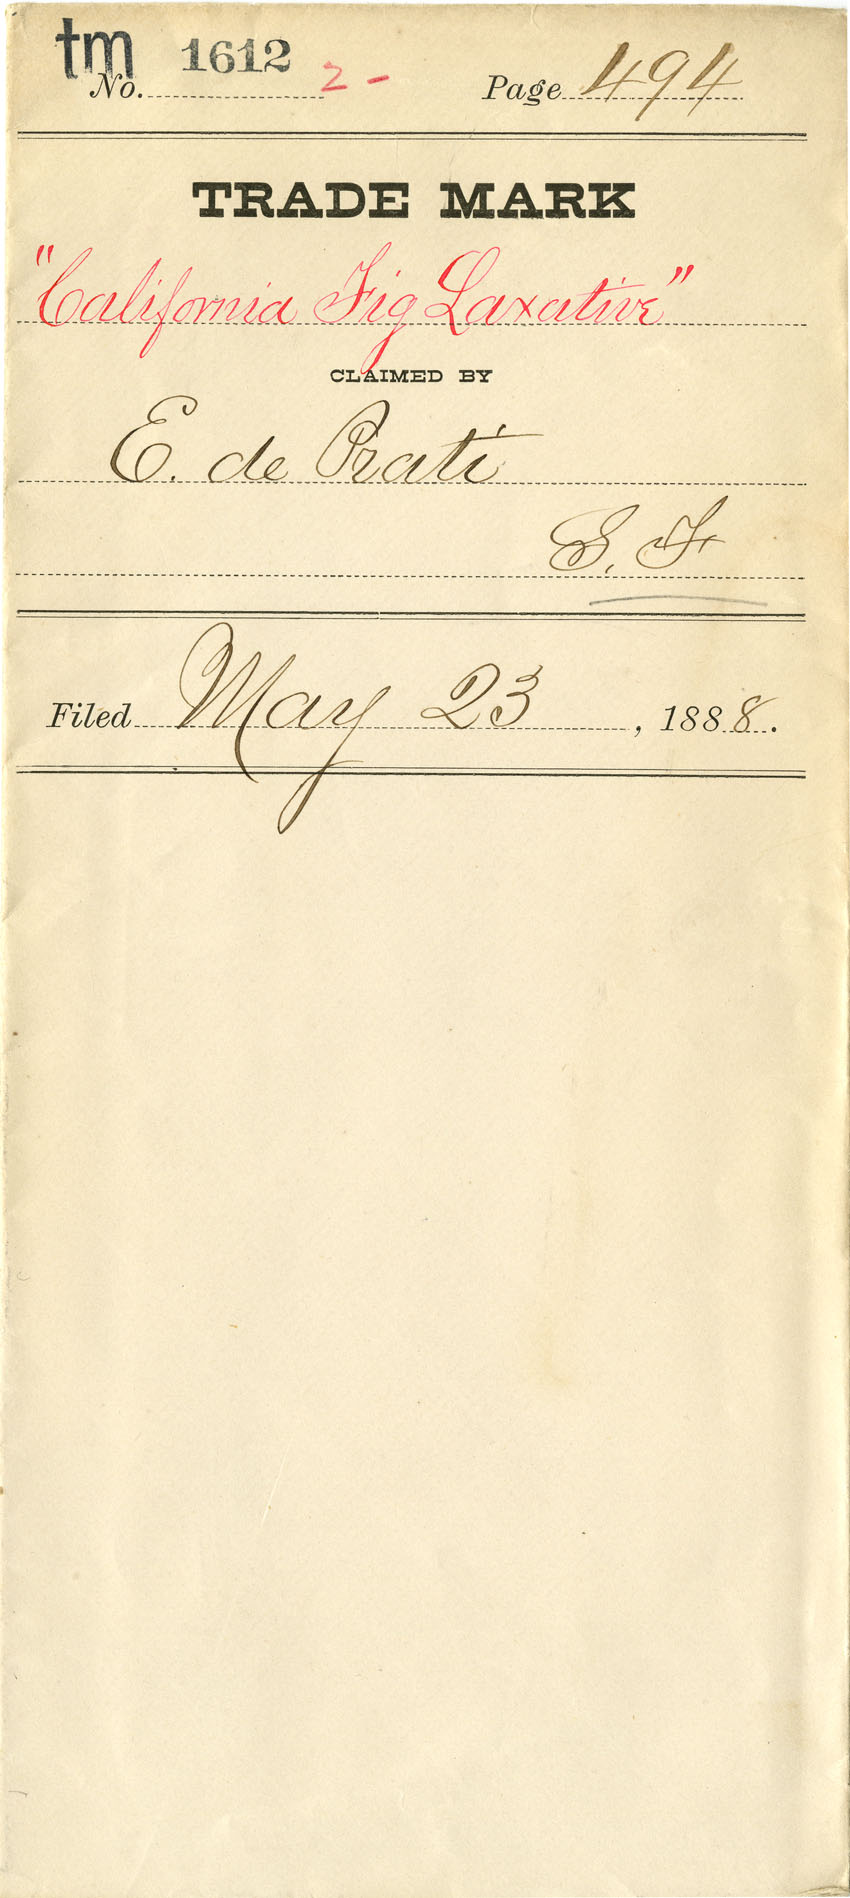 tm 1612 2-
No. Page 494
TRADE MARK
"California Fig Laxative"
CLAIMED BY
E. de Prati
S. F
Filed May 23, 1888.